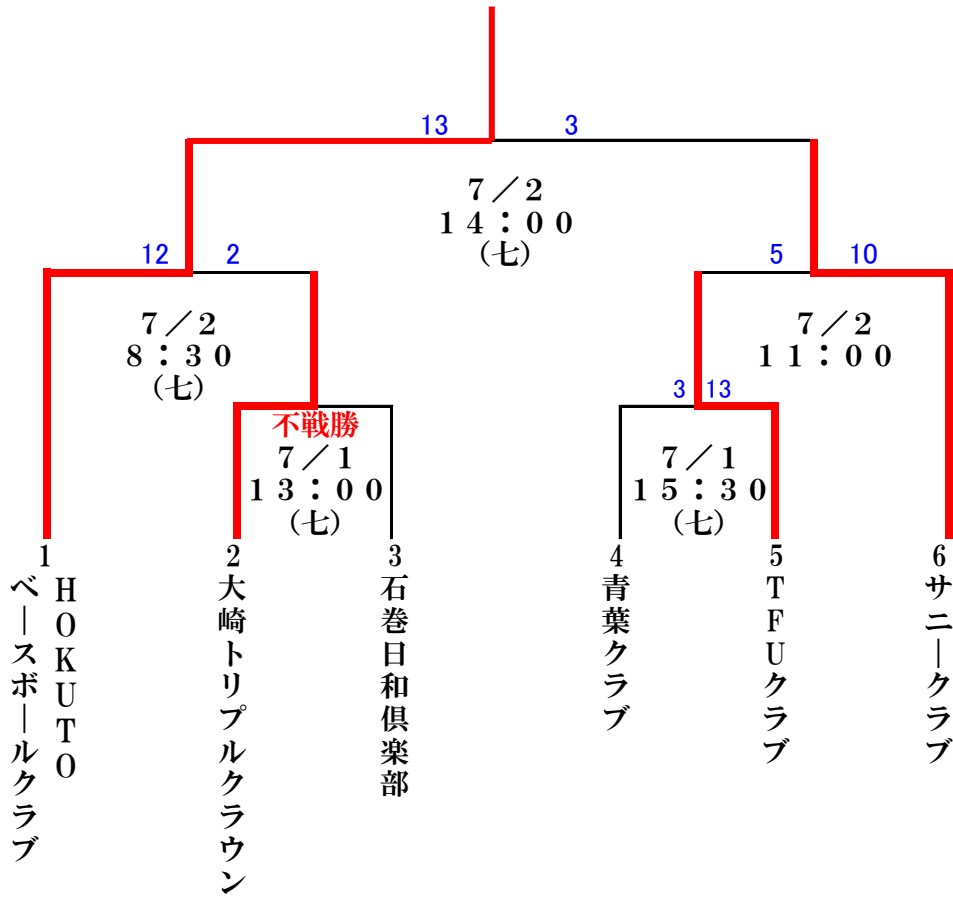 13 3
7／2
14：00
(七)
12 2
5 10
7／2
8：30
(七)
7／2
11：00
3 13
不戦勝
7／1
13：00
(七)
7／1
15：30
(七)
1
HOKUTO
ベースボールクラブ
2
大崎トリプルクラウン
3
石巻日和倶楽部
4
青葉クラブ
5
TFUクラブ
6
サニークラブ